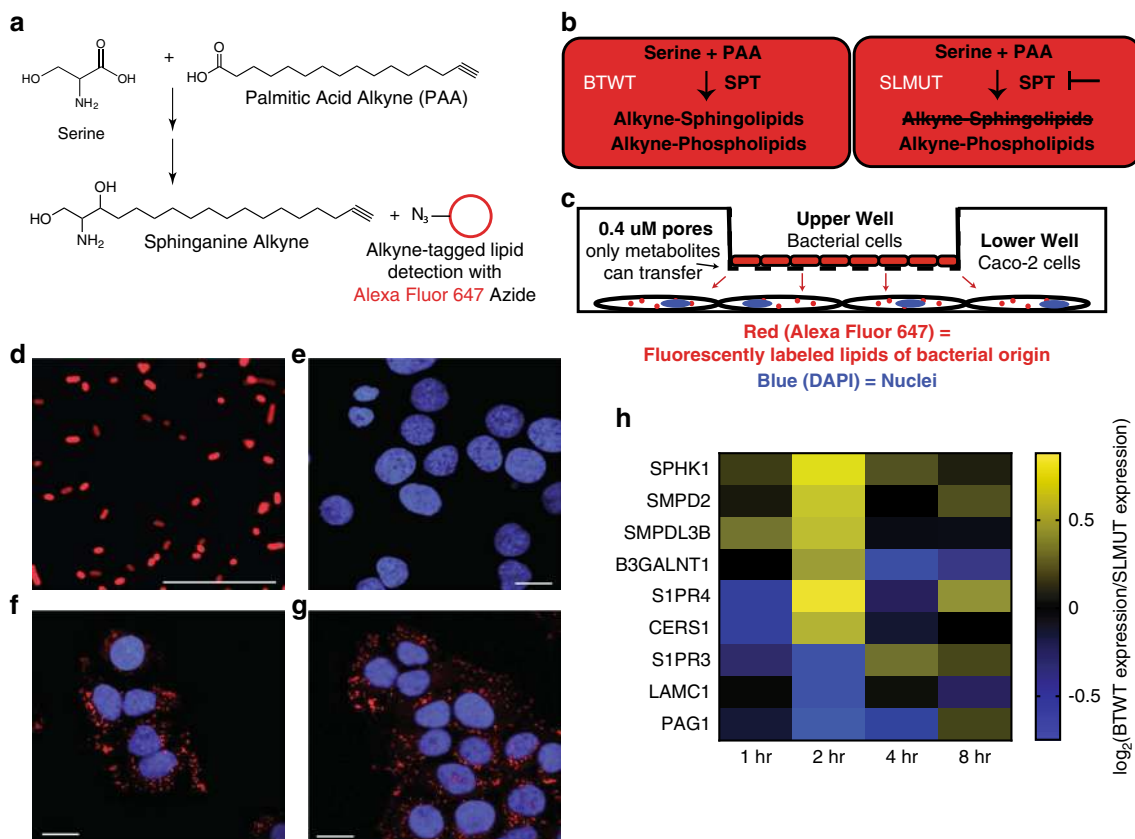 a
O
HO
OH
NH₂
Serine
+
O
HO
Palmitic Acid Alkyne (PAA)
OH
HO
NH₂
Sphinganine Alkyne
+
N₃
Alkyne-tagged lipid
detection with
Alexa Fluor 647 Azide
b
Serine + PAA
BTWT
SPT
Alkyne-Sphingolipids
Alkyne-Phospholipids
Serine + PAA
SLMUT
SPT
Alkyne-Sphingolipids
Alkyne-Phospholipids
c
0.4 uM pores
only metabolites
can transfer
Upper Well
Bacterial cells
Lower Well
Caco-2 cells
Red (Alexa Fluor 647) =
Fluorescently labeled lipids of bacterial origin
Blue (DAPI) = Nuclei
d
e
f
g
h
SPHK1
SMPD2
SMPDL3B
B3GALNT1
S1PR4
CERS1
S1PR3
LAMC1
PAG1
1 hr
2 hr
4 hr
8 hr
0.5
0
-0.5
log₂(BTWT expression/SLMUT expression)